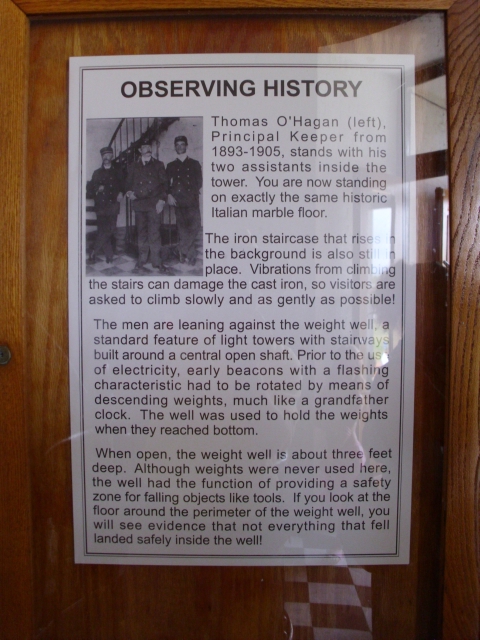 OBSERVING HISTORY
Thomas O'Hagan (left),
Principal Keeper from
1893-1905, stands with his
two assistants inside the
tower. You are now standing
on exactly the same historic
Italian marble floor.
The iron staircase that rises in
the background is also still in
place. Vibrations from climbing
the stairs can damage the cast iron, so visitors are
asked to climb slowly and as gently as possible!
The men are leaning against the weight well, a
standard feature of light towers with stairways
built around a central open shaft. Prior to the use
of electricity, early beacons with a flashing
characteristic had to be rotated by means of
descending weights, much like a grandfather
clock. The well was used to hold the weights
when they reached bottom.
When open, the weight well is about three feet
deep. Although weights were never used here,
the well had the function of providing a safety
zone for falling objects like tools. If you look at the
floor around the perimeter of the weight well, you
will see evidence that not everything that fell
landed safely inside the well!